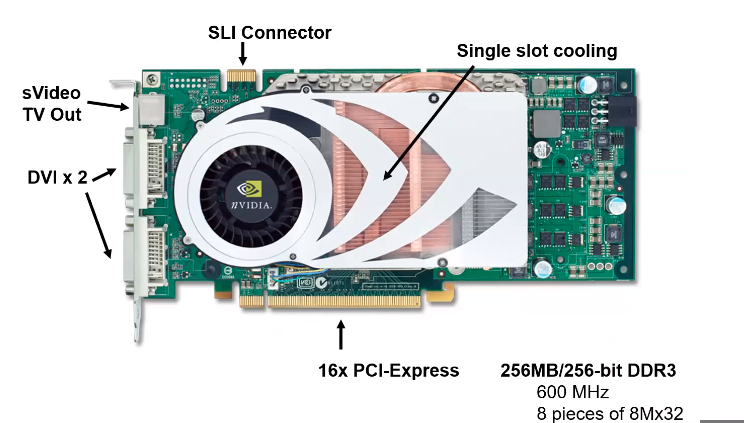 SLI Connector
Single slot cooling
sVideo
TV Out
DVI x 2
nVIDIA.
16x PCI-Express
256MB/256-bit DDR3
600 MHz
8 pieces of 8Mx32